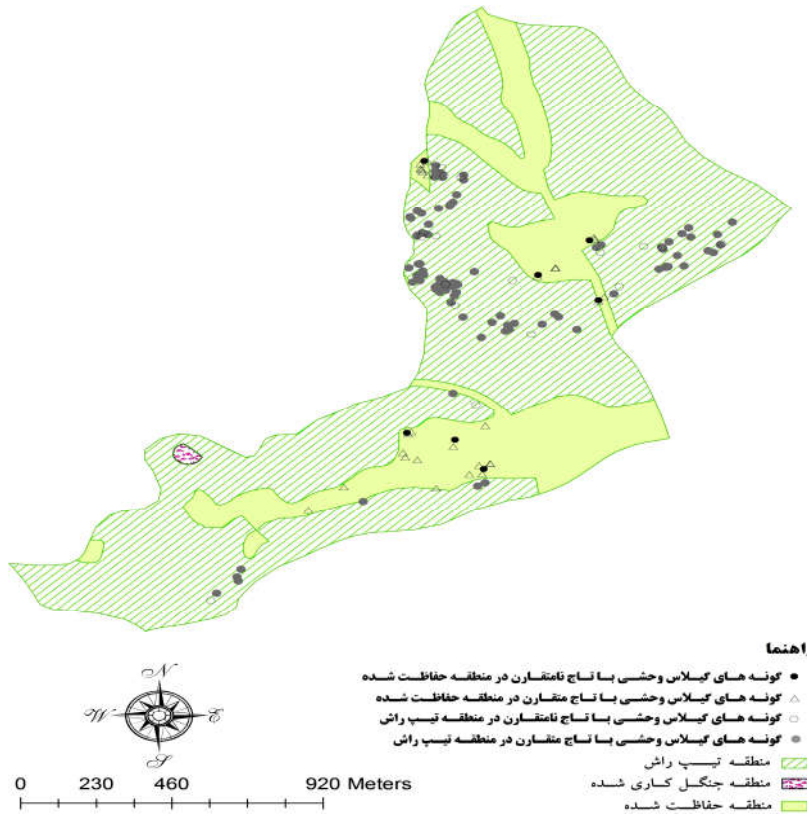 N
W
E
S
0 230 460 920 Meters
راهنما
گونه های گیلاس وحشی با تاج نامتقارن در منطقه حفاظت شده
گونه های گیلاس وحشی با تاج متقارن در منطقه حفاظت شده
گونه های گیلاس وحشی با تاج نامتقارن در منطقه تیپ راش
گونه های گیلاس وحشی با تاج متقارن در منطقه تیپ راش
منطقه تیپ راش
منطقه جنگل کاری شده
منطقه حفاظت شده